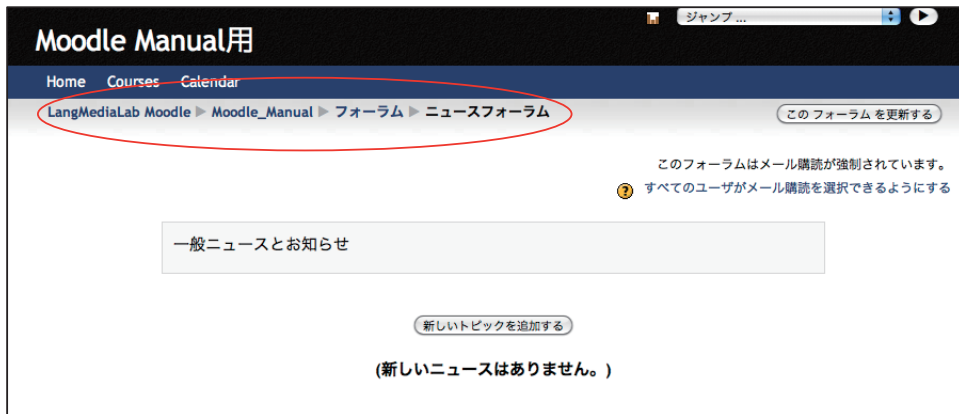 ジャンプ ...
Moodle Manual用
Home Courses Calendar
LangMediaLab Moodle ▶ Moodle_Manual ▶ フォーラム ▶ ニュースフォーラム
この フォーラム を更新する
このフォーラムはメール購読が強制されています。
? すべてのユーザがメール購読を選択できるようにする
一般ニュースとお知らせ
新しいトピックを追加する
(新しいニュースはありません。)